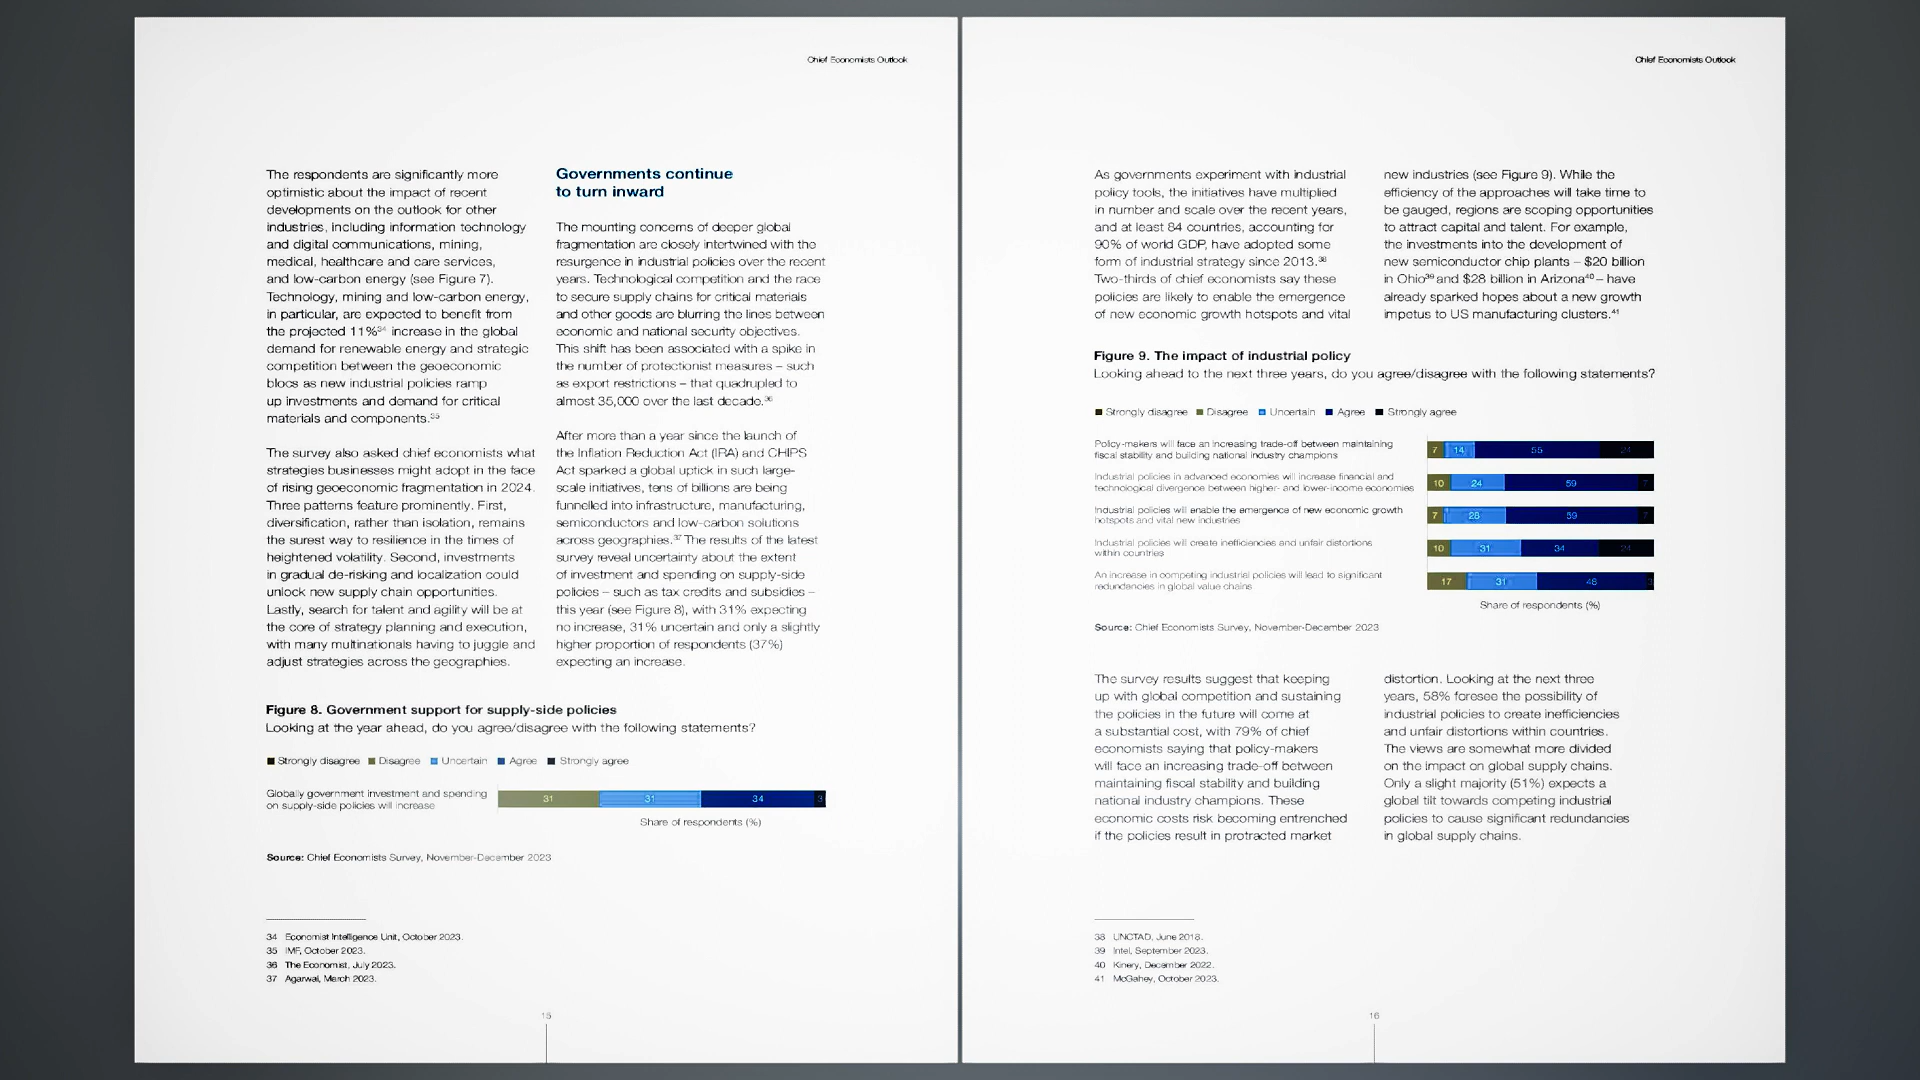 Chief Economists Outlook
The respondents are significantly more
optimistic about the impact of recent
developments on the outlook for other
industries, including information technology
and digital communications, mining,
medical, healthcare and care services,
and low-carbon energy (see Figure 7).
Technology, mining and low-carbon energy,
in particular, are expected to benefit from
the projected 11%³⁴ increase in the global
demand for renewable energy and strategic
competition between the geoeconomic
blocs as new industrial policies ramp
up investments and demand for critical
materials and components.³⁵
The survey also asked chief economists what
strategies businesses might adopt in the face
of rising geoeconomic fragmentation in 2024.
Three patterns feature prominently. First,
diversification, rather than isolation, remains
the surest way to resilience in the times of
heightened volatility. Second, investments
in gradual de-risking and localization could
unlock new supply chain opportunities.
Lastly, search for talent and agility will be at
the core of strategy planning and execution,
with many multinationals having to juggle and
adjust strategies across the geographies.
Governments continue
to turn inward
The mounting concerns of deeper global
fragmentation are closely intertwined with the
resurgence in industrial policies over the recent
years. Technological competition and the race
to secure supply chains for critical materials
and other goods are blurring the lines between
economic and national security objectives.
This shift has been associated with a spike in
the number of protectionist measures – such
as export restrictions – that quadrupled to
almost 35,000 over the last decade.³⁶
After more than a year since the launch of
the Inflation Reduction Act (IRA) and CHIPS
Act sparked a global uptick in such large-
scale initiatives, tens of billions are being
funnelled into infrastructure, manufacturing,
semiconductors and low-carbon solutions
across geographies.³⁷ The results of the latest
survey reveal uncertainty about the extent
of investment and spending on supply-side
policies – such as tax credits and subsidies –
this year (see Figure 8), with 31% expecting
no increase, 31% uncertain and only a slightly
higher proportion of respondents (37%)
expecting an increase.
Figure 8. Government support for supply-side policies
Looking at the year ahead, do you agree/disagree with the following statements?
Strongly disagree Disagree Uncertain Agree Strongly agree
Globally government investment and spending
on supply-side policies will increase
31 31 34 3
Share of respondents (%)
Source: Chief Economists Survey, November-December 2023
34 Economist Intelligence Unit, October 2023.
35 IMF, October 2023.
36 The Economist, July 2023.
37 Agarwal, March 2023.
15
Chief Economists Outlook
As governments experiment with industrial
policy tools, the initiatives have multiplied
in number and scale over the recent years,
and at least 84 countries, accounting for
90% of world GDP, have adopted some
form of industrial strategy since 2013.³⁸
Two-thirds of chief economists say these
policies are likely to enable the emergence
of new economic growth hotspots and vital
new industries (see Figure 9). While the
efficiency of the approaches will take time to
be gauged, regions are scoping opportunities
to attract capital and talent. For example,
the investments into the development of
new semiconductor chip plants – $20 billion
in Ohio³⁹ and $28 billion in Arizona⁴⁰ – have
already sparked hopes about a new growth
impetus to US manufacturing clusters.⁴¹
Figure 9. The impact of industrial policy
Looking ahead to the next three years, do you agree/disagree with the following statements?
Strongly disagree Disagree Uncertain Agree Strongly agree
Policy-makers will face an increasing trade-off between maintaining
fiscal stability and building national industry champions
7 14 55 24
Industrial policies in advanced economies will increase financial and
technological divergence between higher- and lower-income economies
10 24 59 7
Industrial policies will enable the emergence of new economic growth
hotspots and vital new industries
7 28 59 7
Industrial policies will create inefficiencies and unfair distortions
within countries
10 31 34 24
An increase in competing industrial policies will lead to significant
redundancies in global value chains
17 31 48 3
Share of respondents (%)
Source: Chief Economists Survey, November-December 2023
The survey results suggest that keeping
up with global competition and sustaining
the policies in the future will come at
a substantial cost, with 79% of chief
economists saying that policy-makers
will face an increasing trade-off between
maintaining fiscal stability and building
national industry champions. These
economic costs risk becoming entrenched
if the policies result in protracted market
distortion. Looking at the next three
years, 58% foresee the possibility of
industrial policies to create inefficiencies
and unfair distortions within countries.
The views are somewhat more divided
on the impact on global supply chains.
Only a slight majority (51%) expects a
global tilt towards competing industrial
policies to cause significant redundancies
in global supply chains.
38 UNCTAD, June 2018.
39 Intel, September 2023.
40 Kinery, December 2022.
41 McGahey, October 2023.
16